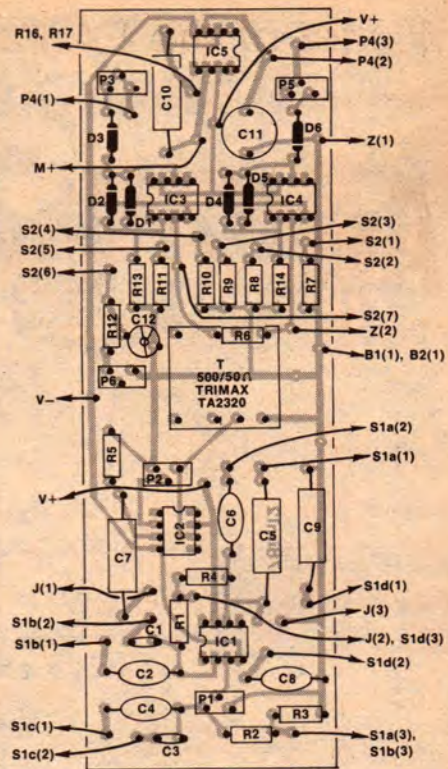 V+
R16, R17
IC5
P4(3)
P4(2)
P3
C10
P5
P4(1)
C11
D6
D3
Z(1)
M+
D2
D1
IC3
D4
D5
IC4
S2(3)
S2(4)
S2(1)
S2(5)
S2(2)
S2(6)
R13
R11
R10
R9
R8
R14
R7
S2(7)
R12
C12
R6
Z(2)
T
500/50Ω
TRIMAX
TA2320
B1(1), B2(1)
P6
V−
S1a(2)
R5
S1a(1)
P2
V+
C7
IC2
C6
C5
C9
R4
J(1)
S1d(1)
S1b(2)
R1
J(3)
C1
IC1
J(2), S1d(3)
S1b(1)
C2
S1d(2)
C8
C4
P1
R3
S1c(1)
R2
S1a(3),
S1b(3)
S1c(2)
C3